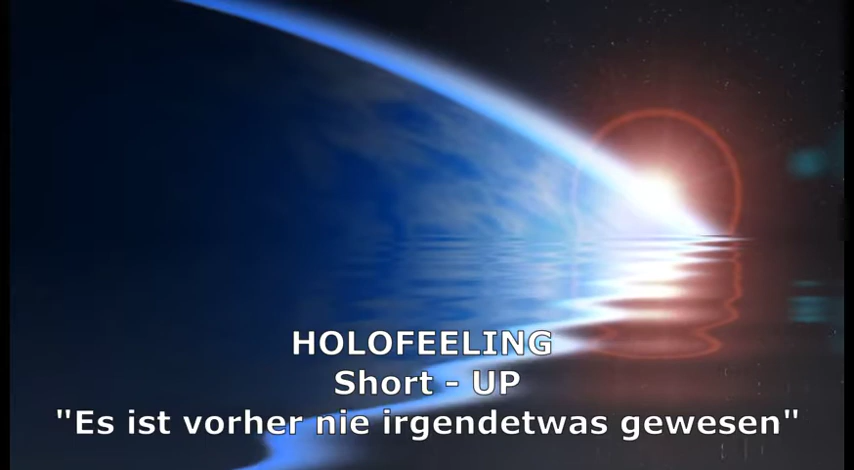 HOLOFEELING
Short - UP
"Es ist vorher nie irgendetwas gewesen"